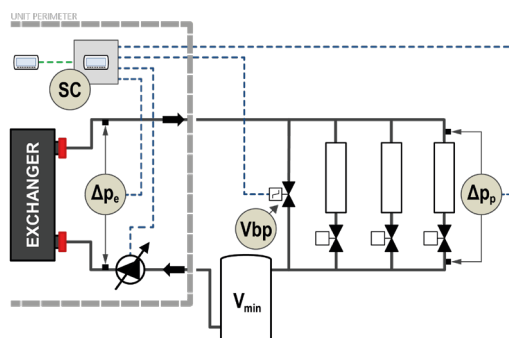 UNIT PERIMETER
SC
EXCHANGER
Δpe
Vbp
Δpp
Vmin